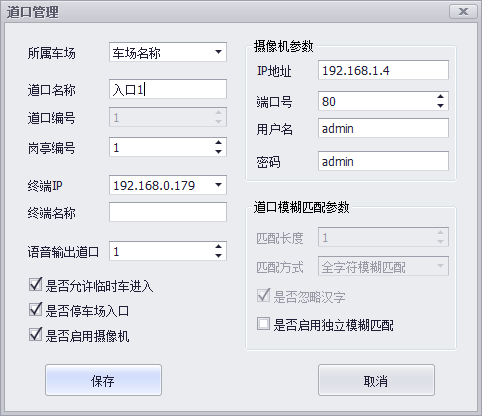 道口管理
所属车场 车场名称
道口名称 入口1
道口编号 1
岗亭编号 1
终端IP 192.168.0.179
终端名称
语音输出道口 1
是否允许临时车进入
是否停车场入口
是否启用摄像机
摄像机参数
IP地址 192.168.1.4
端口号 80
用户名 admin
密码 admin
道口模糊匹配参数
匹配长度 1
匹配方式 全字符模糊匹配
是否忽略汉字
是否启用独立模糊匹配
保存
取消